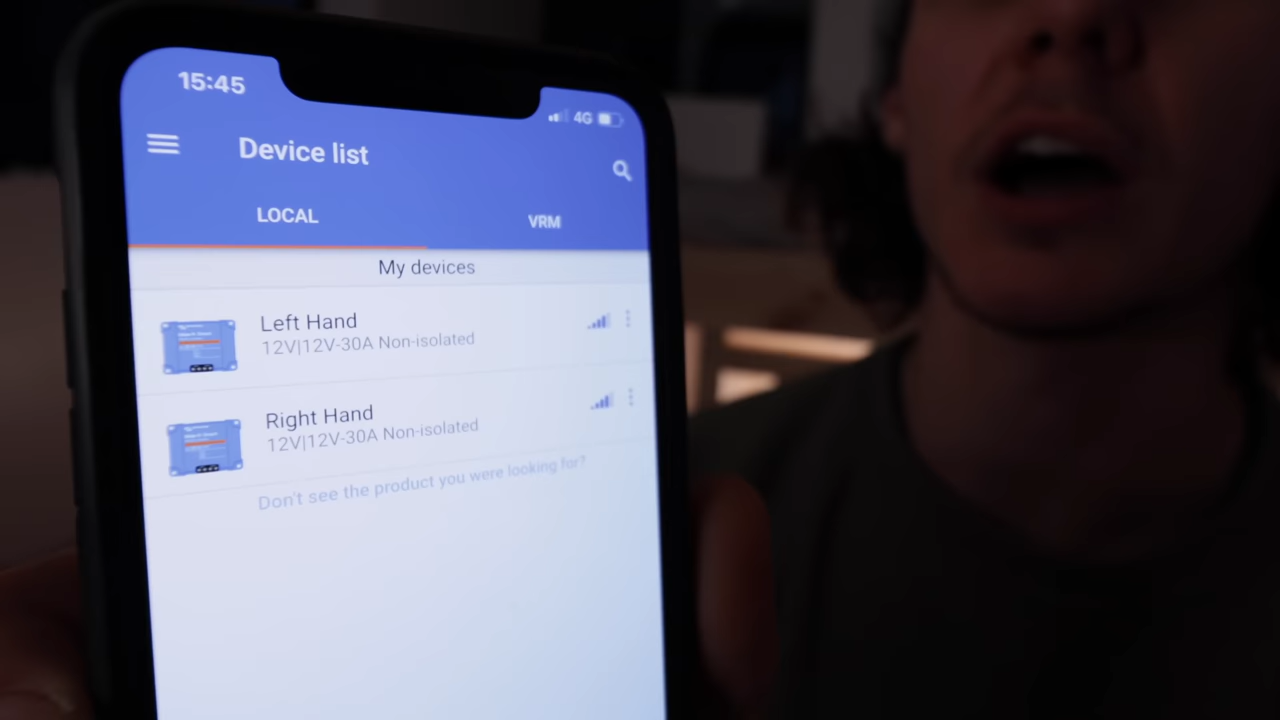 15:45
4G
Device list
LOCAL
VRM
My devices
Left Hand
12V|12V-30A Non-isolated
Right Hand
12V|12V-30A Non-isolated
Don't see the product you were looking for?